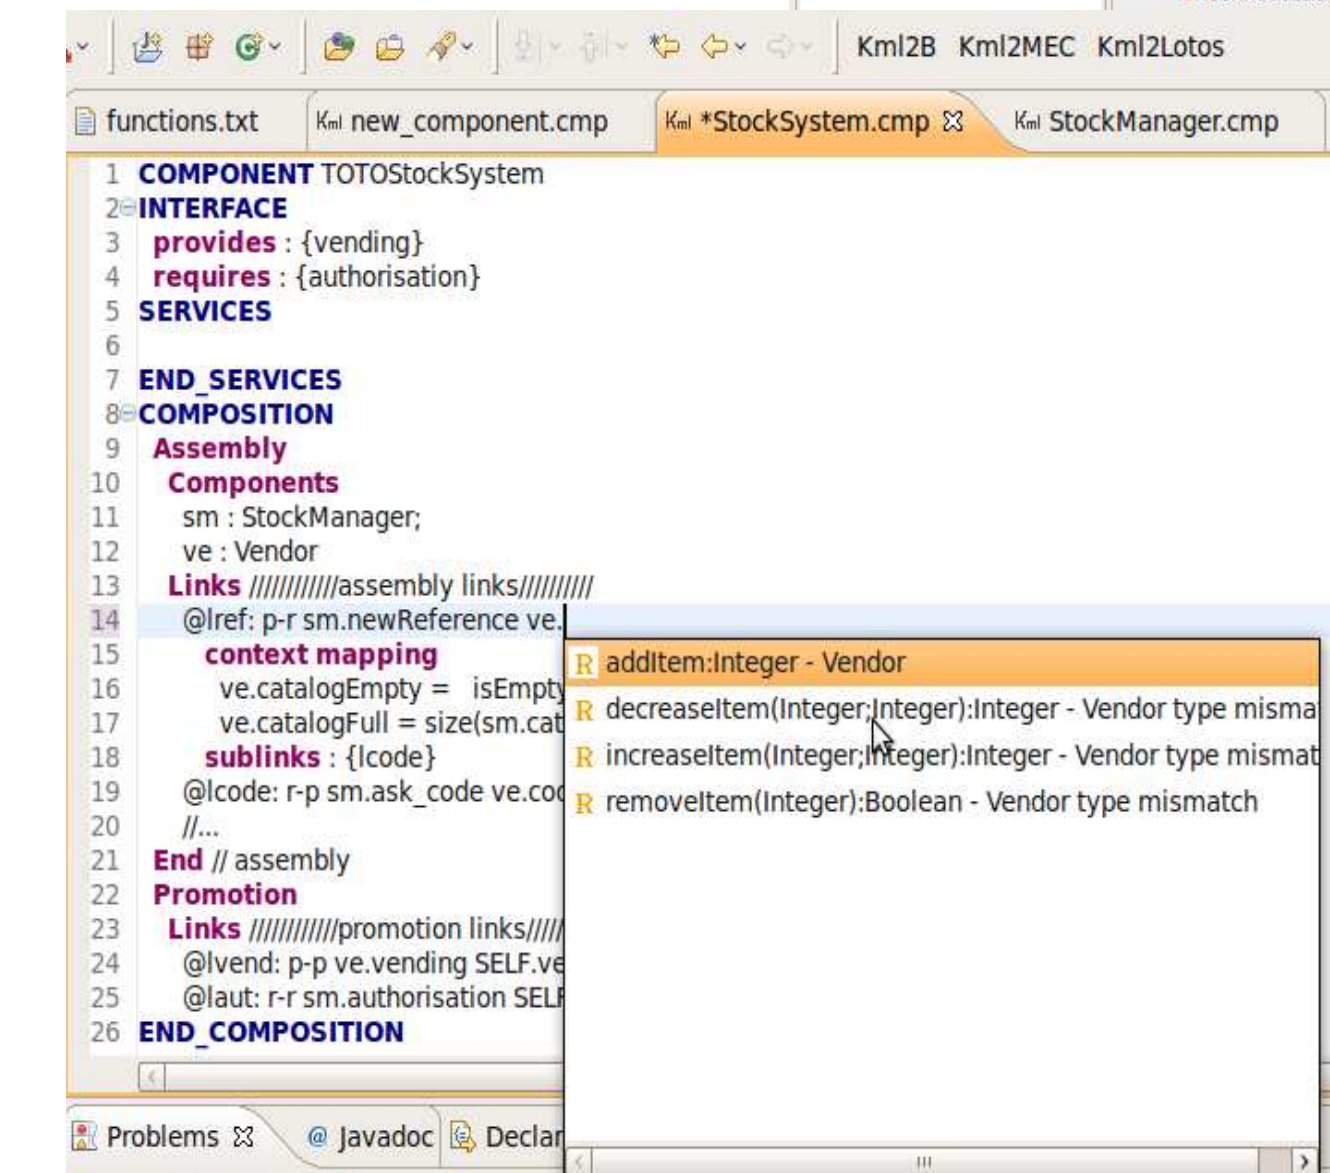 Kml2B Kml2MEC Kml2Lotos
functions.txt Kml new_component.cmp Kml *StockSystem.cmp Kml StockManager.cmp
1 COMPONENT TOTOStockSystem
2 INTERFACE
3 provides : {vending}
4 requires : {authorisation}
5 SERVICES
6
7 END_SERVICES
8 COMPOSITION
9 Assembly
10 Components
11 sm : StockManager;
12 ve : Vendor
13 Links ////////////assembly links//////////
14 @lref: p-r sm.newReference ve.
15 context mapping
16 ve.catalogEmpty = isEmpty
17 ve.catalogFull = size(sm.cat
18 sublinks : {lcode}
19 @lcode: r-p sm.ask_code ve.coc
20 //...
21 End // assembly
22 Promotion
23 Links ////////////promotion links/////
24 @lvend: p-p ve.vending SELF.ve
25 @laut: r-r sm.authorisation SELF
26 END_COMPOSITION
R addItem:Integer - Vendor
R decreaseItem(Integer;Integer):Integer - Vendor type misma
R increaseItem(Integer;Integer):Integer - Vendor type mismat
R removeItem(Integer):Boolean - Vendor type mismatch
Problems @ Javadoc Declar